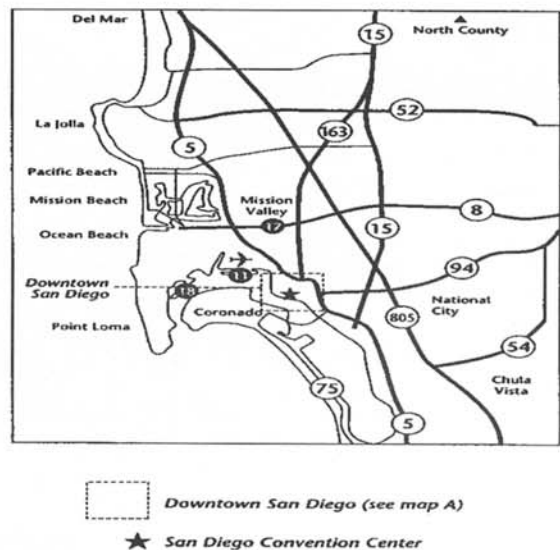 Del Mar
15
North County
52
La Jolla
163
5
Pacific Beach
Mission Beach
Mission
Valley
17
8
Ocean Beach
15
94
Downtown
San Diego
11
18
National
City
Coronado
Point Loma
805
54
75
Chula
Vista
5
Downtown San Diego (see map A)
San Diego Convention Center